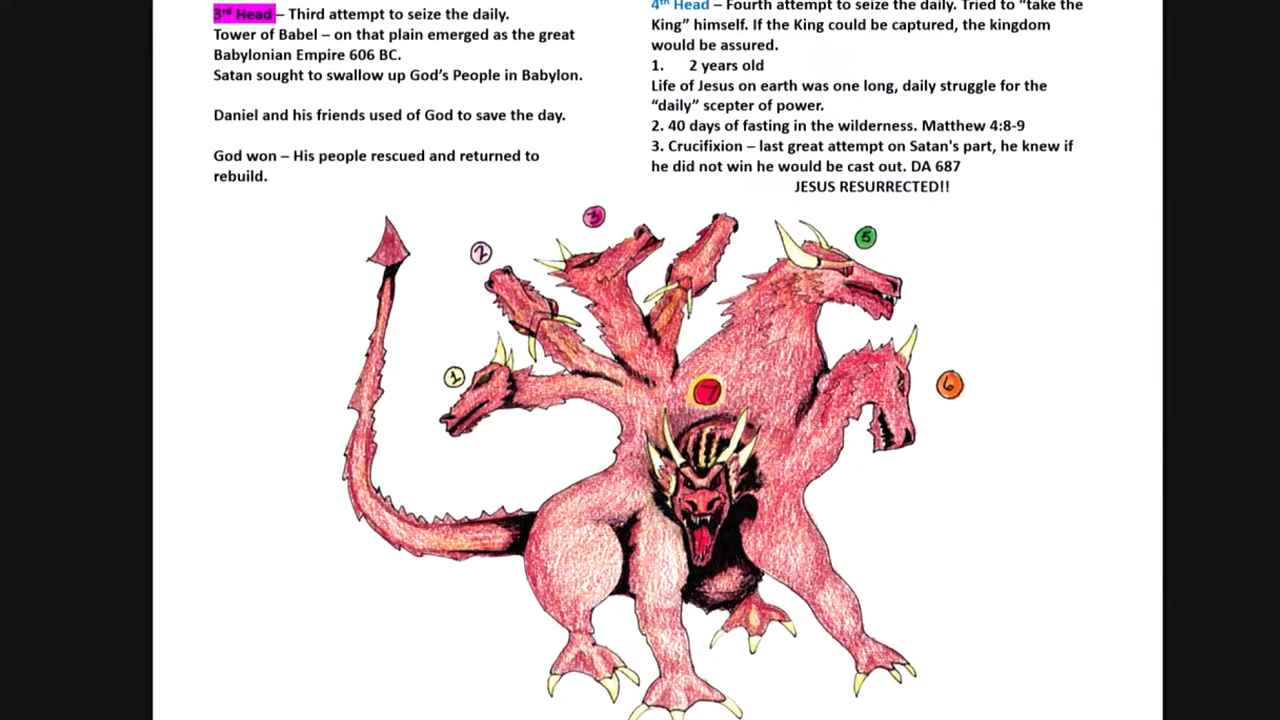 3rd Head – Third attempt to seize the daily.
Tower of Babel – on that plain emerged as the great
Babylonian Empire 606 BC.
Satan sought to swallow up God's People in Babylon.
Daniel and his friends used of God to save the day.
God won – His people rescued and returned to
rebuild.
4th Head – Fourth attempt to seize the daily. Tried to "take the
King" himself. If the King could be captured, the kingdom
would be assured.
1. 2 years old
Life of Jesus on earth was one long, daily struggle for the
"daily" scepter of power.
2. 40 days of fasting in the wilderness. Matthew 4:8-9
3. Crucifixion – last great attempt on Satan's part, he knew if
he did not win he would be cast out. DA 687
JESUS RESURRECTED!!
3
2
5
1
7
6